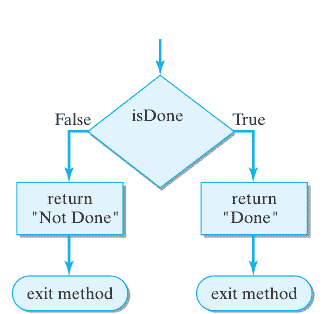 isDone
False
True
return
"Not Done"
return
"Done"
exit method
exit method